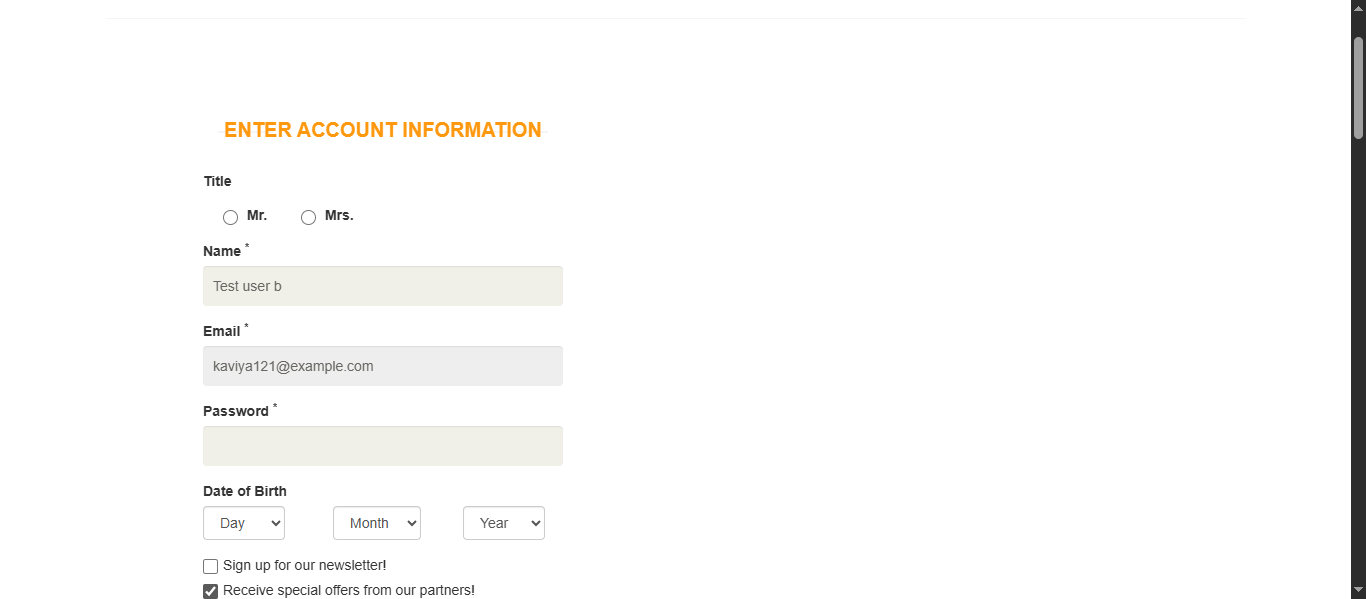 ENTER ACCOUNT INFORMATION
Title
Mr. Mrs.
Name *
Test user b
Email *
kaviya121@example.com
Password *
Date of Birth
Day Month Year
Sign up for our newsletter!
Receive special offers from our partners!